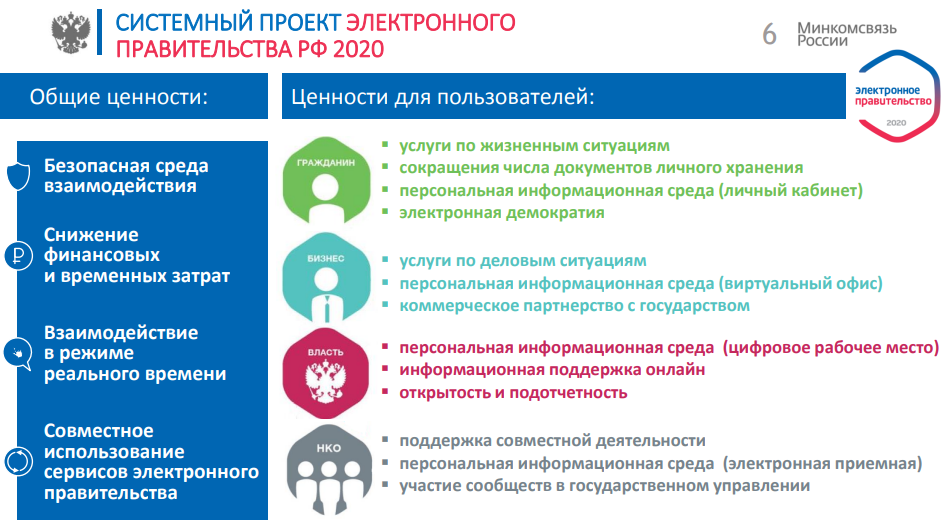 СИСТЕМНЫЙ ПРОЕКТ ЭЛЕКТРОННОГО
ПРАВИТЕЛЬСТВА РФ 2020
6
Минкомсвязь
России
Общие ценности:
Ценности для пользователей:
электронное
правительство
2020
Безопасная среда
взаимодействия
Снижение
финансовых
и временных затрат
Взаимодействие
в режиме
реального времени
Совместное
использование
сервисов электронного
правительства
ГРАЖДАНИН
▪ услуги по жизненным ситуациям
▪ сокращения числа документов личного хранения
▪ персональная информационная среда (личный кабинет)
▪ электронная демократия
БИЗНЕС
▪ услуги по деловым ситуациям
▪ персональная информационная среда (виртуальный офис)
▪ коммерческое партнерство с государством
ВЛАСТЬ
▪ персональная информационная среда (цифровое рабочее место)
▪ информационная поддержка онлайн
▪ открытость и подотчетность
НКО
▪ поддержка совместной деятельности
▪ персональная информационная среда (электронная приемная)
▪ участие сообществ в государственном управлении